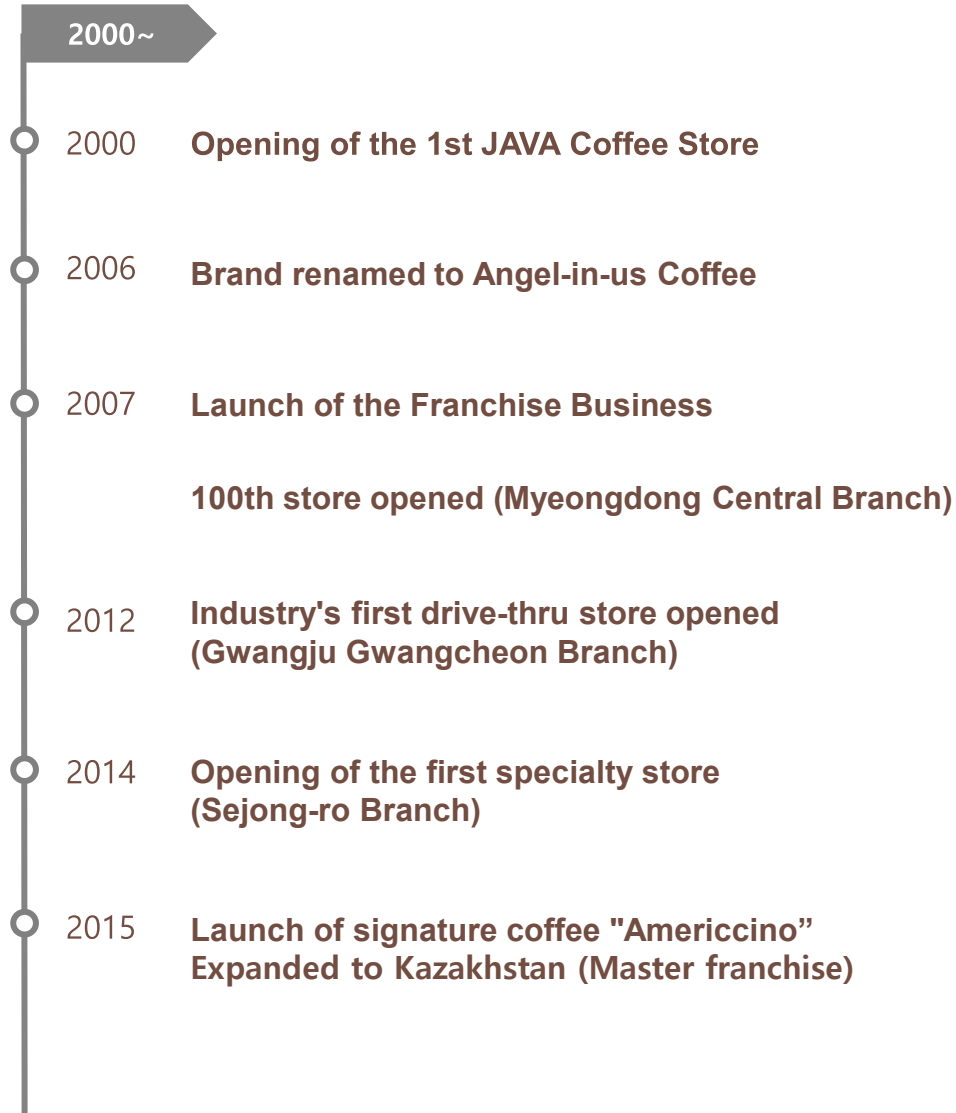 2000~
2000 Opening of the 1st JAVA Coffee Store
2006 Brand renamed to Angel-in-us Coffee
2007 Launch of the Franchise Business
100th store opened (Myeongdong Central Branch)
2012 Industry's first drive-thru store opened
(Gwangju Gwangcheon Branch)
2014 Opening of the first specialty store
(Sejong-ro Branch)
2015 Launch of signature coffee "Americcino”
Expanded to Kazakhstan (Master franchise)